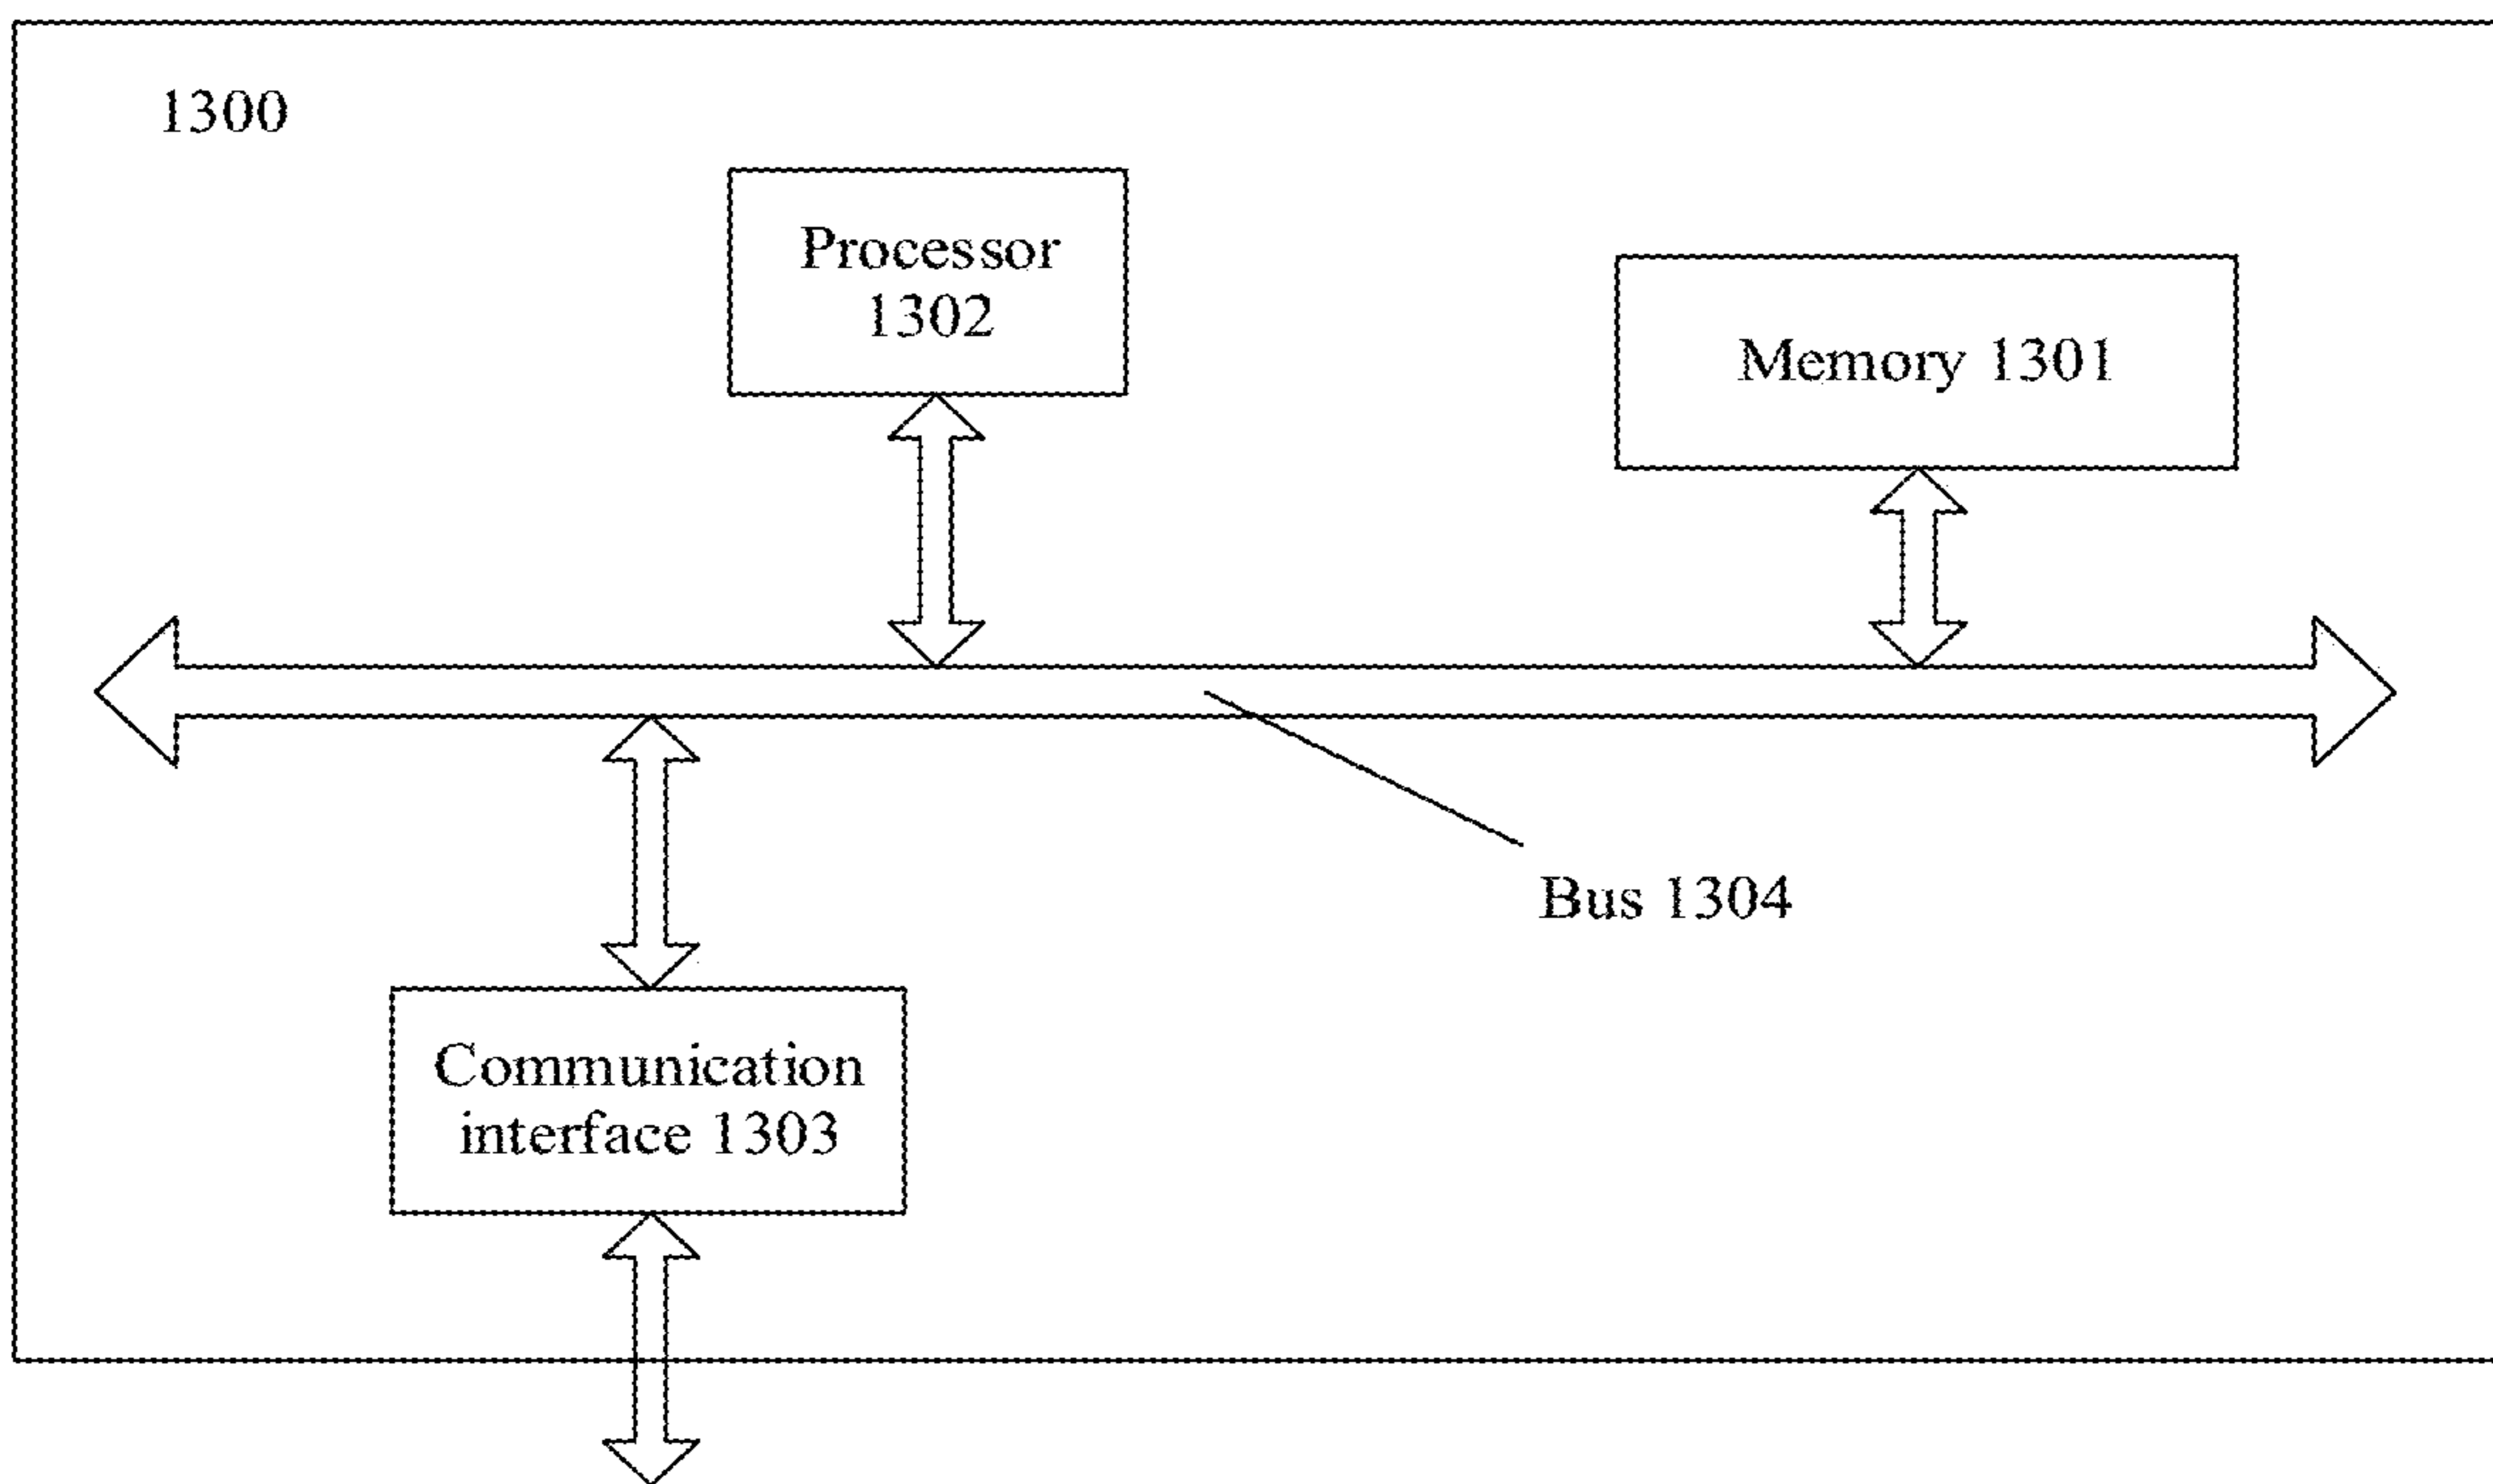 1300
Processor
1302
Memory 1301
Bus 1304
Communication
interface 1303